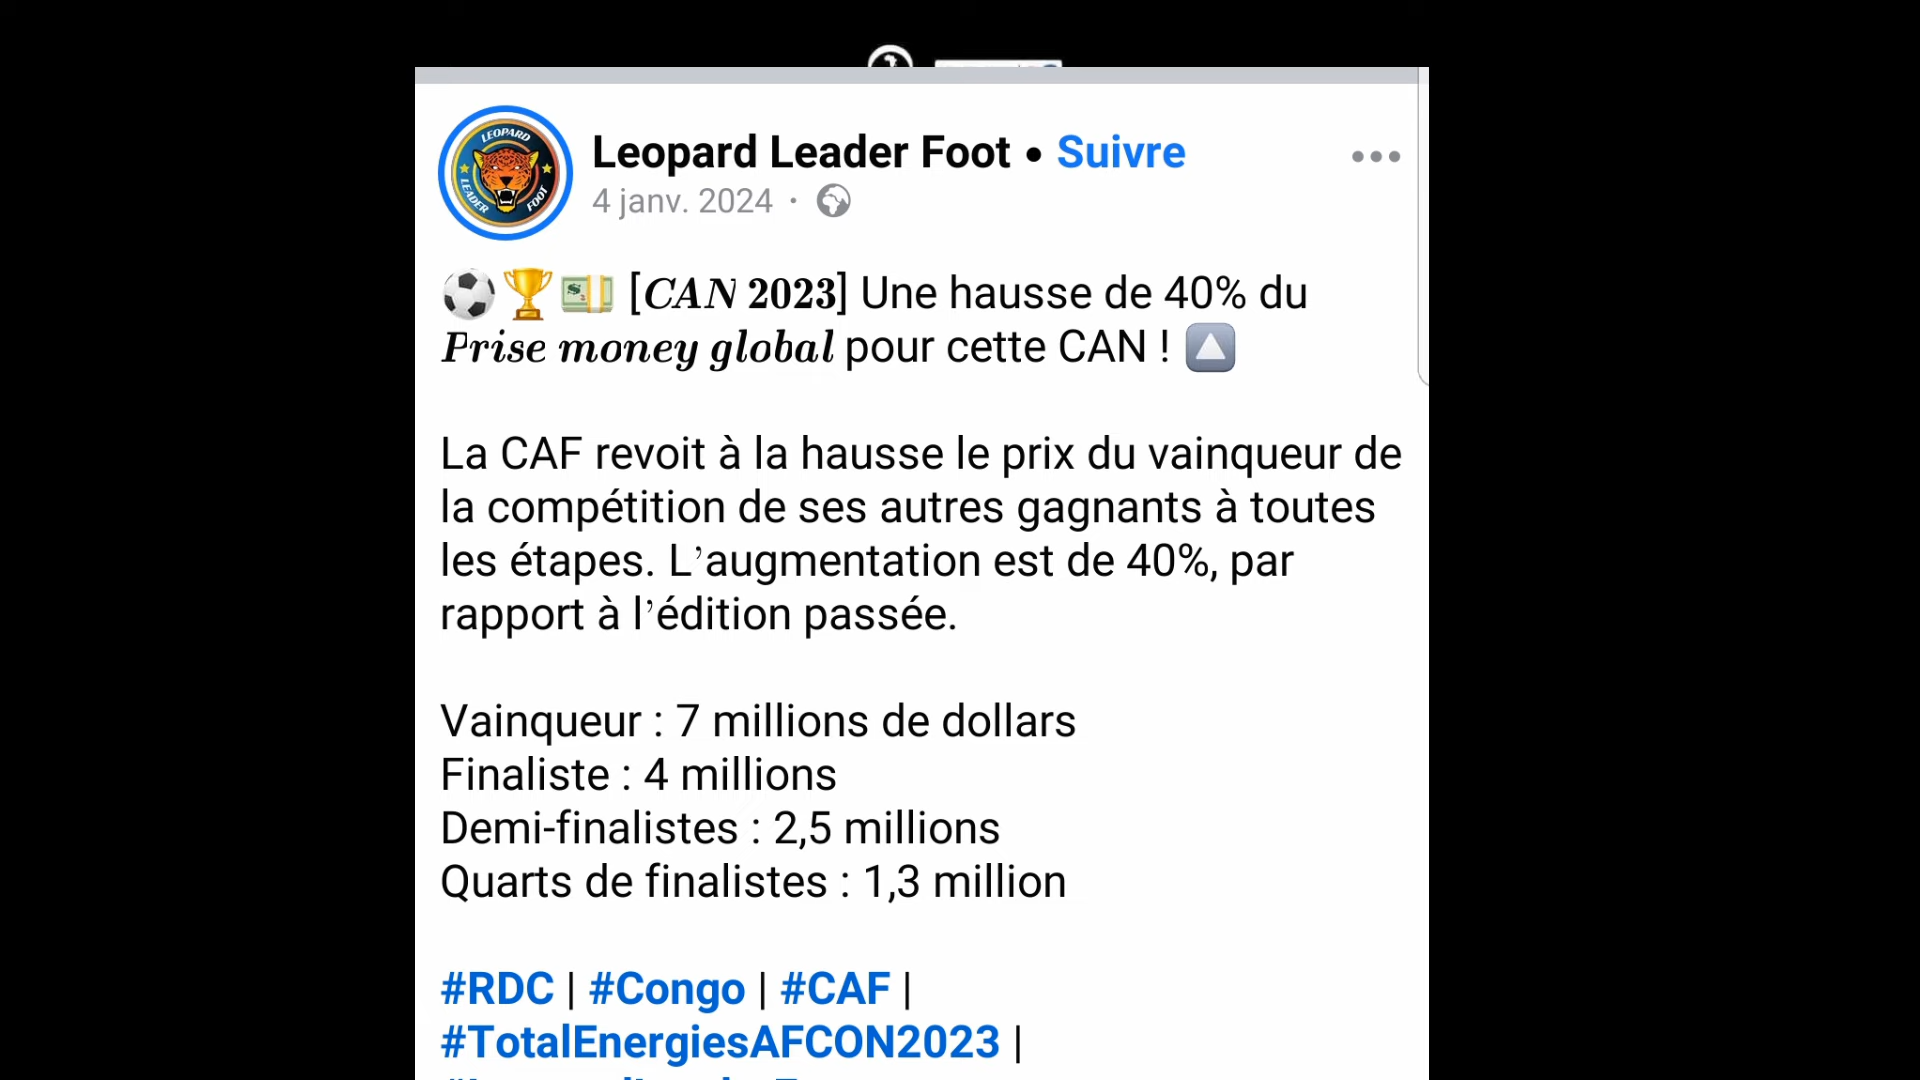 LEOPARD
LEADER
FOOT
Leopard Leader Foot • Suivre
4 janv. 2024 ·
⚽🏆💵 [CAN 2023] Une hausse de 40% du
Prise money global pour cette CAN ! 🔼
La CAF revoit à la hausse le prix du vainqueur de
la compétition de ses autres gagnants à toutes
les étapes. L’augmentation est de 40%, par
rapport à l’édition passée.
Vainqueur : 7 millions de dollars
Finaliste : 4 millions
Demi-finalistes : 2,5 millions
Quarts de finalistes : 1,3 million
#RDC | #Congo | #CAF |
#TotalEnergiesAFCON2023 |